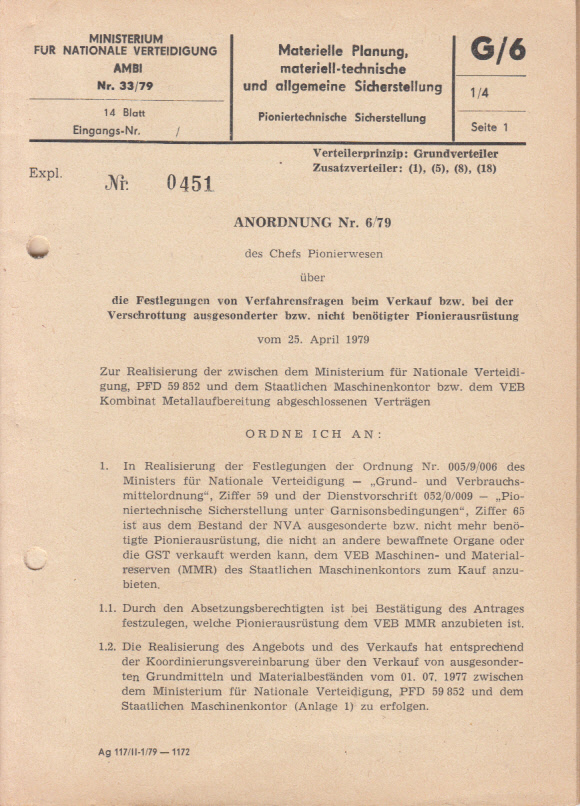 MINISTERIUM
FÜR NATIONALE VERTEIDIGUNG
AMBI
Nr. 33/79
14 Blatt
Eingangs-Nr. /
Materielle Planung,
materiell-technische
und allgemeine Sicherstellung
Pioniertechnische Sicherstellung
G/6
1/4
Seite 1
Verteilerprinzip: Grundverteiler
Zusatzverteiler: (1), (5), (8), (18)
Expl.
Nr. 0451
ANORDNUNG Nr. 6/79
des Chefs Pionierwesen
über
die Festlegungen von Verfahrensfragen beim Verkauf bzw. bei der
Verschrottung ausgesonderter bzw. nicht benötigter Pionierausrüstung
vom 25. April 1979
Zur Realisierung der zwischen dem Ministerium für Nationale Verteidi-
gung, PFD 59 852 und dem Staatlichen Maschinenkontor bzw. dem VEB
Kombinat Metallaufbereitung abgeschlossenen Verträgen
ORDNE ICH AN:
1. In Realisierung der Festlegungen der Ordnung Nr. 005/9/006 des
Ministers für Nationale Verteidigung — „Grund- und Verbrauchs-
mittelordnung", Ziffer 59 und der Dienstvorschrift 052/0/009 — „Pio-
niertechnische Sicherstellung unter Garnisonsbedingungen", Ziffer 65
ist aus dem Bestand der NVA ausgesonderte bzw. nicht mehr benö-
tigte Pionierausrüstung, die nicht an andere bewaffnete Organe oder
die GST verkauft werden kann, dem VEB Maschinen- und Material-
reserven (MMR) des Staatlichen Maschinenkontors zum Kauf anzu-
bieten.
1.1. Durch den Absetzungsberechtigten ist bei Bestätigung des Antrages
festzulegen, welche Pionierausrüstung dem VEB MMR anzubieten ist.
1.2. Die Realisierung des Angebots und des Verkaufs hat entsprechend
der Koordinierungsvereinbarung über den Verkauf von ausgesonder-
ten Grundmitteln und Materialbeständen vom 01. 07. 1977 zwischen
dem Ministerium für Nationale Verteidigung, PFD 59 852 und dem
Staatlichen Maschinenkontor (Anlage 1) zu erfolgen.
Ag 117/II-1/79 — 1172